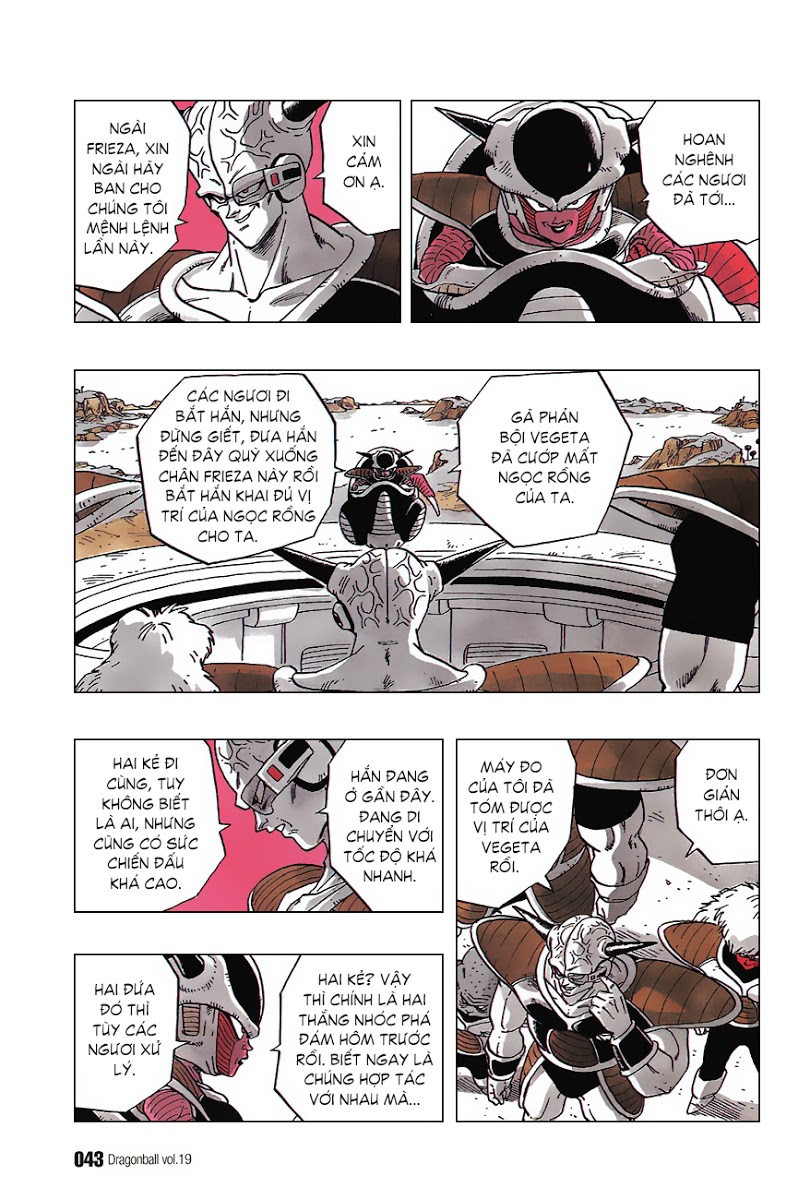 HOAN
NGHÊNH
CÁC NGƯƠI
ĐÃ TỚI...
XIN
CẢM
ƠN Ạ.
NGÀI
FRIEZA, XIN
NGÀI HÃY
BAN CHO
CHÚNG TÔI
MỆNH LỆNH
LẦN NÀY.
GÃ PHẢN
BỘI VEGETA
ĐÃ CƯỚP MẤT
NGỌC RỒNG
CỦA TA.
CÁC NGƯƠI ĐI
BẮT HẮN, NHƯNG
ĐỪNG GIẾT, ĐƯA HẮN
ĐẾN ĐÂY QUỲ XUỐNG
CHÂN FRIEZA NÀY RỒI
BẮT HẮN KHAI ĐỦ VỊ
TRÍ CỦA NGỌC RỒNG
CHO TA.
ĐƠN
GIẢN
THÔI Ạ.
MÁY ĐO
CỦA TÔI ĐÃ
TÓM ĐƯỢC
VỊ TRÍ CỦA
VEGETA
RỒI.
HẮN ĐANG
Ở GẦN ĐÂY.
ĐANG DI
CHUYỂN VỚI
TỐC ĐỘ KHÁ
NHANH.
HAI KẺ ĐI
CÙNG, TUY
KHÔNG BIẾT
LÀ AI, NHƯNG
CŨNG CÓ SỨC
CHIẾN ĐẤU
KHÁ CAO.
HAI KẺ? VẬY
THÌ CHÍNH LÀ HAI
THẰNG NHÓC PHÁ
ĐÁM HÔM TRƯỚC
RỒI. BIẾT NGAY LÀ
CHÚNG HỢP TÁC
VỚI NHAU MÀ...
HAI ĐỨA
ĐÓ THÌ
TÙY CÁC
NGƯƠI XỬ
LÝ.
043 Dragonball vol.19